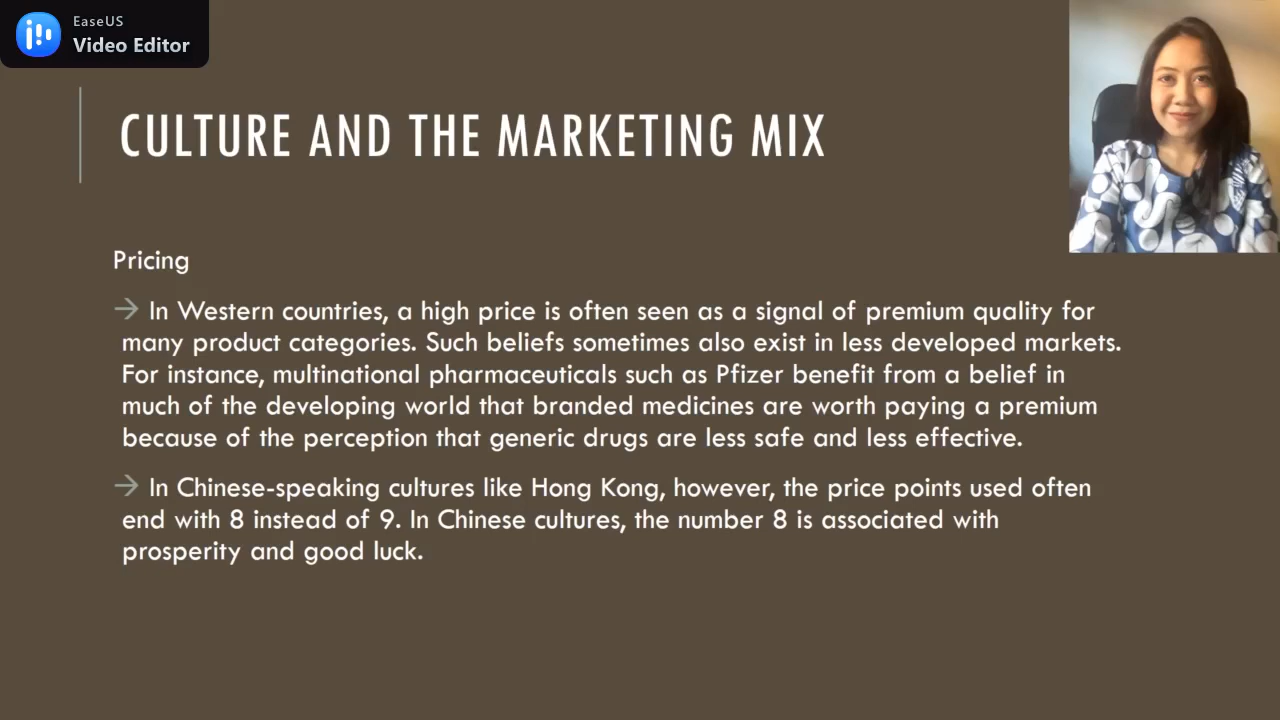 EaseUS
Video Editor
CULTURE AND THE MARKETING MIX
Pricing
→ In Western countries, a high price is often seen as a signal of premium quality for
many product categories. Such beliefs sometimes also exist in less developed markets.
For instance, multinational pharmaceuticals such as Pfizer benefit from a belief in
much of the developing world that branded medicines are worth paying a premium
because of the perception that generic drugs are less safe and less effective.
→ In Chinese-speaking cultures like Hong Kong, however, the price points used often
end with 8 instead of 9. In Chinese cultures, the number 8 is associated with
prosperity and good luck.